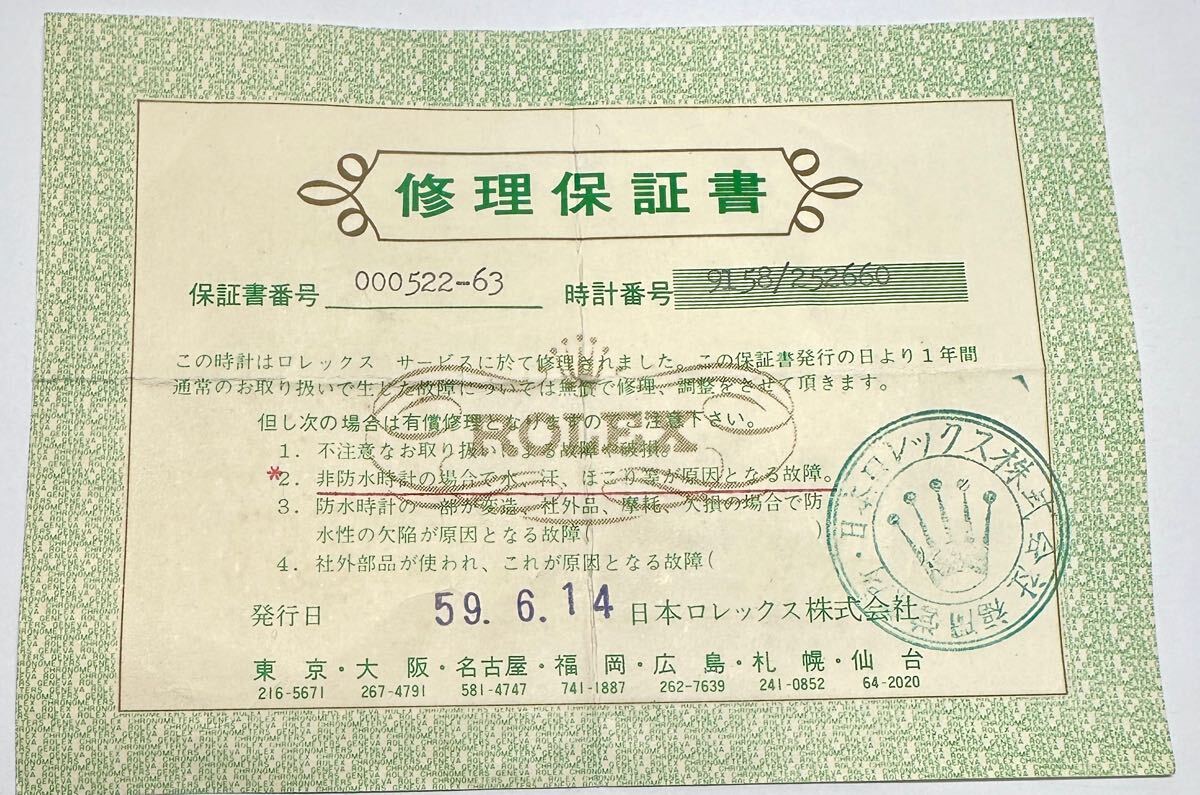 修理保証書
保証書番号 000522-63 時計番号 9158/252660
この時計はロレックス サービスに於て修理されました。この保証書発行の日より1年間
通常のお取り扱いで生じた故障については無償で修理、調整をさせて頂きます。
但し次の場合は有償修理となりますのでご注意下さい。
ROLEX
1. 不注意なお取り扱いによる故障や破損。
*2. 非防水時計の場合で水、汗、ほこり等が原因となる故障。
3. 防水時計の一部が変造、社外品、摩耗、欠損の場合で防
水性の欠陥が原因となる故障( )
4. 社外部品が使われ、これが原因となる故障(
日本ロレックス株式会社 福岡営
発行日 59.6.14 日本ロレックス株式会社
東京・大阪・名古屋・福岡・広島・札幌・仙台
216-5671 267-4791 581-4747 741-1887 262-7639 241-0852 64-2020